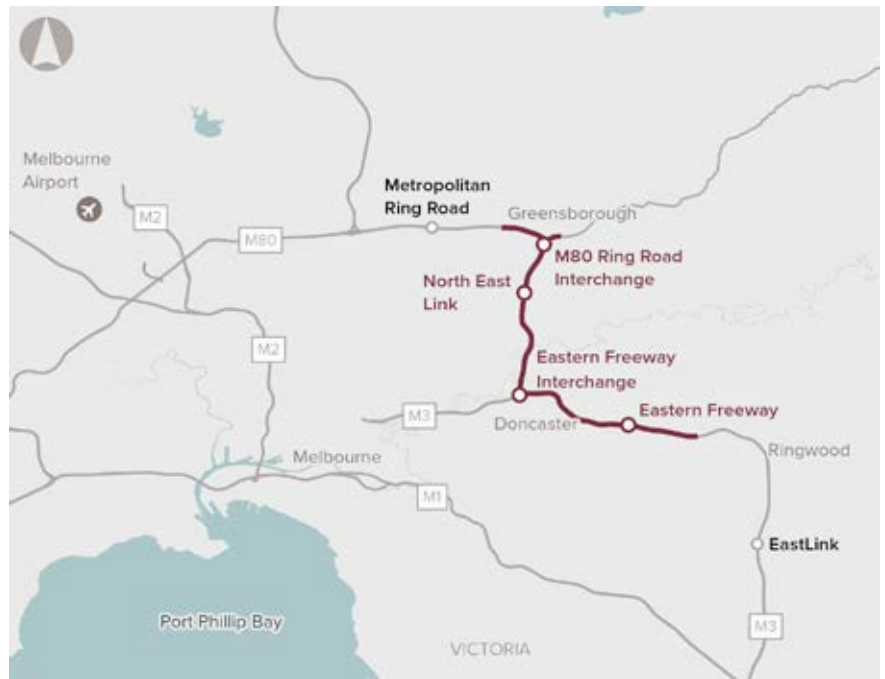 Melbourne
Airport
M2
Metropolitan
Ring Road
Greensborough
M80
M80 Ring Road
Interchange
North East
Link
M2
Eastern Freeway
Interchange
M3
Doncaster
Eastern Freeway
Ringwood
Melbourne
M1
EastLink
Port Phillip Bay
M3
VICTORIA